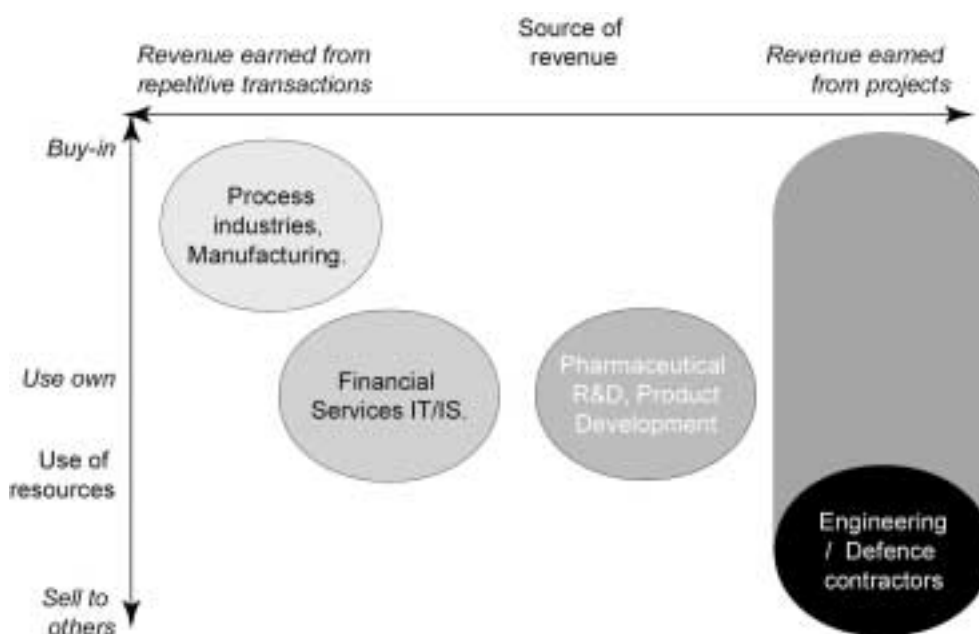 Source of
revenue
Revenue earned from
repetitive transactions
Revenue earned
from projects
Buy-in
Process
industries,
Manufacturing.
Use own
Financial
Services IT/IS.
Pharmaceutical
R&D, Product
Development
Use of
resources
Engineering
/ Defence
contractors
Sell to
others